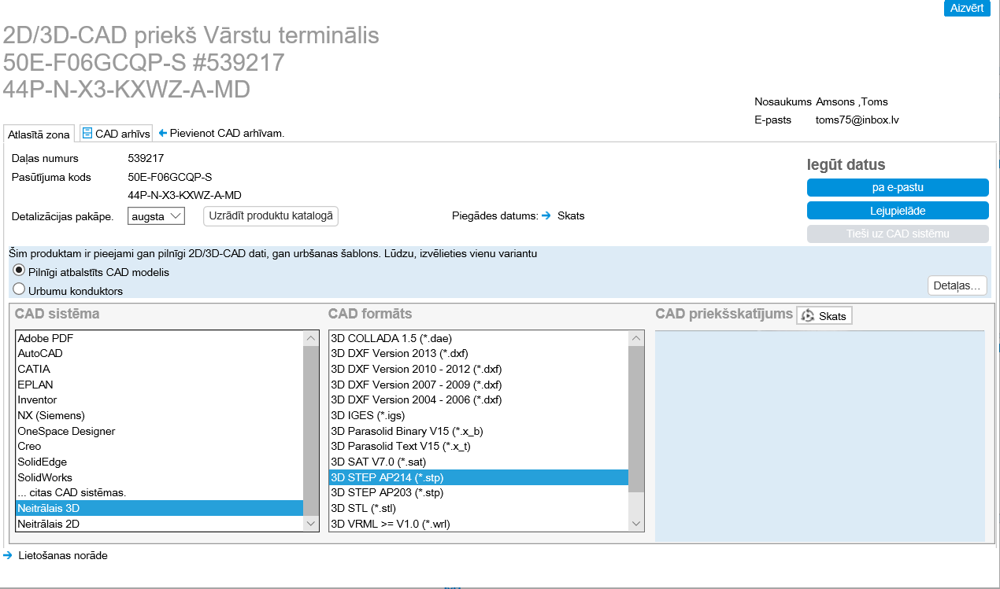 Aizvērt
2D/3D-CAD priekš Vārstu terminālis
50E-F06GCQP-S #539217
44P-N-X3-KXWZ-A-MD
Nosaukums Amsons ,Toms
E-pasts toms75@inbox.lv
Atlasītā zona CAD arhīvs Pievienot CAD arhīvam.
Daļas numurs 539217
Pasūtījuma kods 50E-F06GCQP-S
44P-N-X3-KXWZ-A-MD
Detalizācijas pakāpe. augsta Uzrādīt produktu katalogā Piegādes datums: Skats
Iegūt datus
pa e-pastu
Lejupielāde
Tieši uz CAD sistēmu
Šim produktam ir pieejami gan pilnīgi 2D/3D-CAD dati, gan urbšanas šablons. Lūdzu, izvēlieties vienu variantu
Pilnīgi atbalstīts CAD modelis
Urbumu konduktors
Detaļas...
CAD sistēma
Adobe PDF
AutoCAD
CATIA
EPLAN
Inventor
NX (Siemens)
OneSpace Designer
Creo
SolidEdge
SolidWorks
... citas CAD sistēmas.
Neitrālais 3D
Neitrālais 2D
CAD formāts
3D COLLADA 1.5 (*.dae)
3D DXF Version 2013 (*.dxf)
3D DXF Version 2010 - 2012 (*.dxf)
3D DXF Version 2007 - 2009 (*.dxf)
3D DXF Version 2004 - 2006 (*.dxf)
3D IGES (*.igs)
3D Parasolid Binary V15 (*.x_b)
3D Parasolid Text V15 (*.x_t)
3D SAT V7.0 (*.sat)
3D STEP AP214 (*.stp)
3D STEP AP203 (*.stp)
3D STL (*.stl)
3D VRML >= V1.0 (*.wrl)
CAD priekšskatījums Skats
Lietošanas norāde